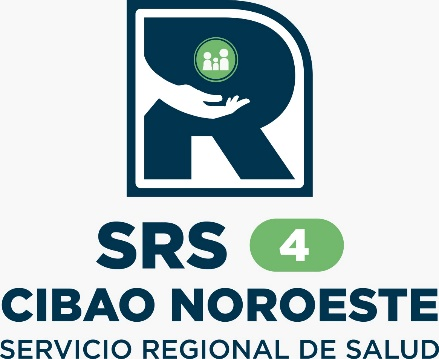 R
SRS 4
CIBAO NOROESTE
SERVICIO REGIONAL DE SALUD